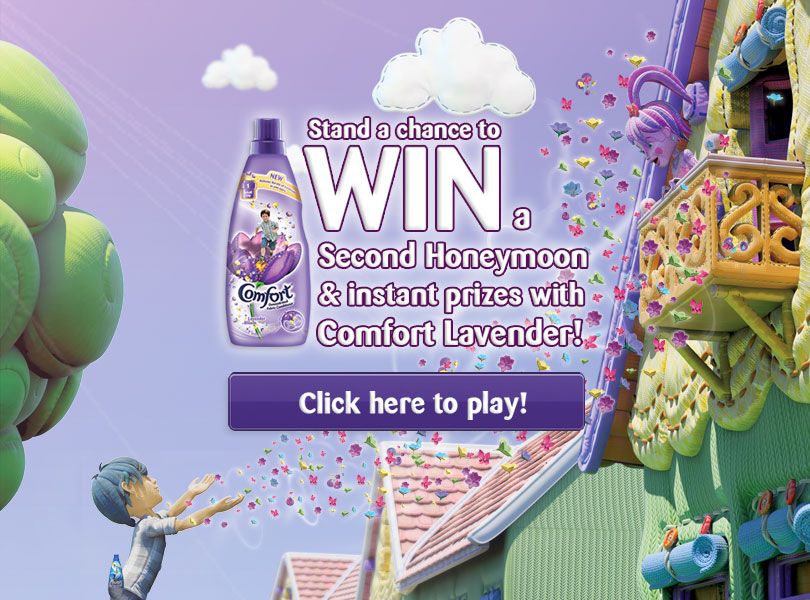 Stand a chance to
WIN a
Second Honeymoon
& instant prizes with
Comfort Lavender!
NEW
Comfort
Click here to play!